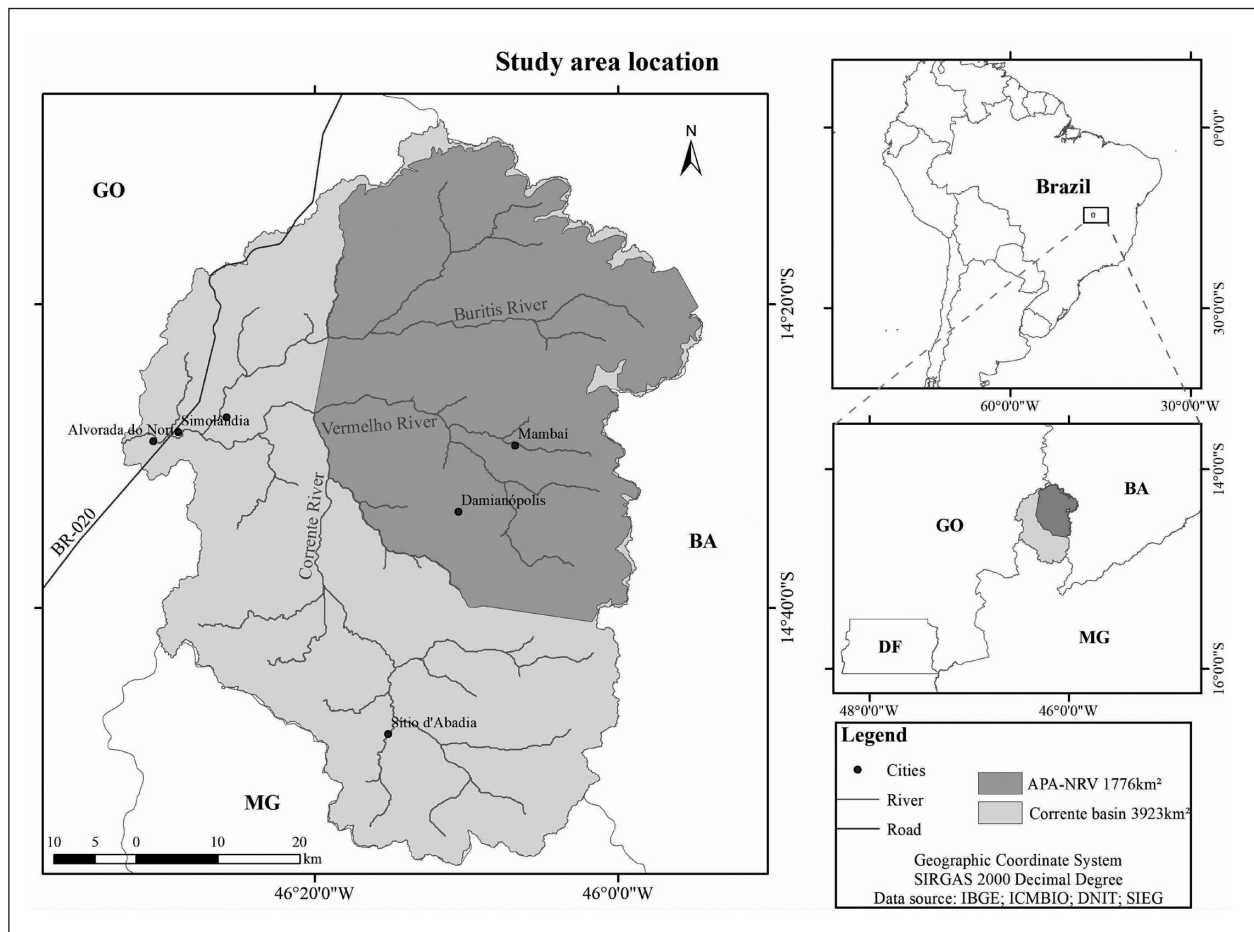 Study area location
N
GO
Buritis River
Vermelho River
Simolândia
Alvorada do Norte
Mambaí
Damianópolis
Corrente River
BR-020
BA
Sítio d'Abadia
MG
10 5 0 10 20
km
46°20'0"W
46°0'0"W
14°20'0"S
14°40'0"S
Brazil
0°0'0"
30°0'0"S
60°0'0"W
30°0'0"W
BA
GO
MG
DF
14°0'0"S
16°0'0"S
48°0'0"W
46°0'0"W
Legend
Cities
River
Road
APA-NRV 1776km²
Corrente basin 3923km²
Geographic Coordinate System
SIRGAS 2000 Decimal Degree
Data source: IBGE; ICMBIO; DNIT; SIEG